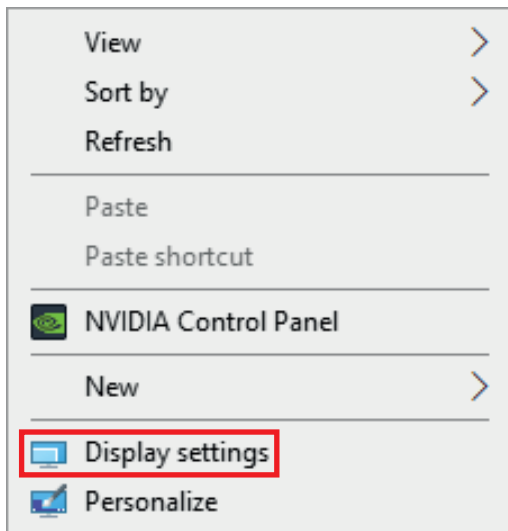 View
Sort by
Refresh
Paste
Paste shortcut
NVIDIA Control Panel
New
Display settings
Personalize